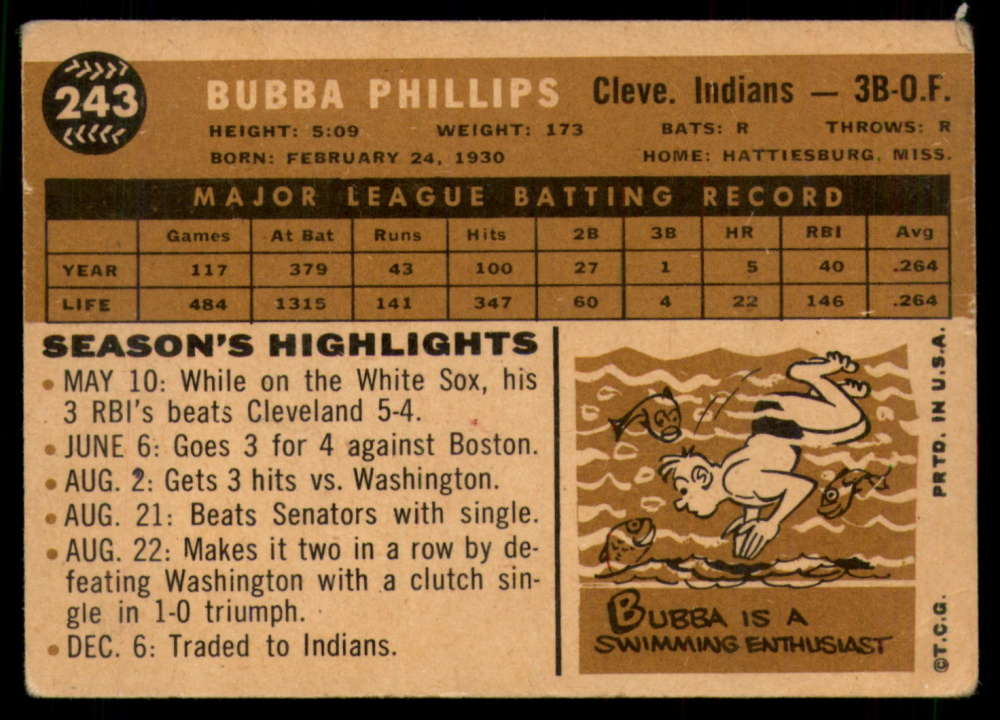 243
BUBBA PHILLIPS Cleve. Indians — 3B-O.F.
HEIGHT: 5:09 WEIGHT: 173 BATS: R THROWS: R
BORN: FEBRUARY 24, 1930 HOME: HATTIESBURG, MISS.
MAJOR LEAGUE BATTING RECORD
Games At Bat Runs Hits 2B 3B HR RBI Avg
YEAR 117 379 43 100 27 1 5 40 .264
LIFE 484 1315 141 347 60 4 22 146 .264
SEASON'S HIGHLIGHTS
• MAY 10: While on the White Sox, his
3 RBI's beats Cleveland 5-4.
• JUNE 6: Goes 3 for 4 against Boston.
• AUG. 2: Gets 3 hits vs. Washington.
• AUG. 21: Beats Senators with single.
• AUG. 22: Makes it two in a row by de-
feating Washington with a clutch sin-
gle in 1-0 triumph.
• DEC. 6: Traded to Indians.
BUBBA IS A
SWIMMING ENTHUSIAST
©T.C.G. PRTD. IN U.S.A.